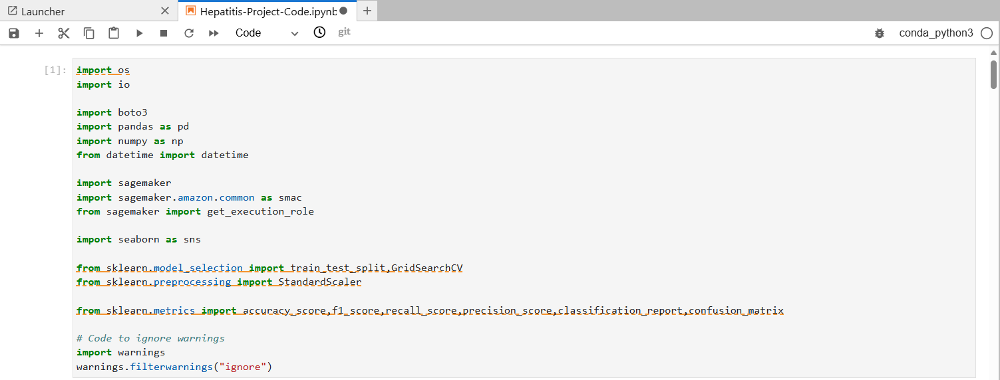 Launcher
Hepatitis-Project-Code.ipynb
Code
git
conda_python3
[1]:
import os
import io
import boto3
import pandas as pd
import numpy as np
from datetime import datetime
import sagemaker
import sagemaker.amazon.common as smac
from sagemaker import get_execution_role
import seaborn as sns
from sklearn.model_selection import train_test_split,GridSearchCV
from sklearn.preprocessing import StandardScaler
from sklearn.metrics import accuracy_score,f1_score,recall_score,precision_score,classification_report,confusion_matrix
# Code to ignore warnings
import warnings
warnings.filterwarnings("ignore")